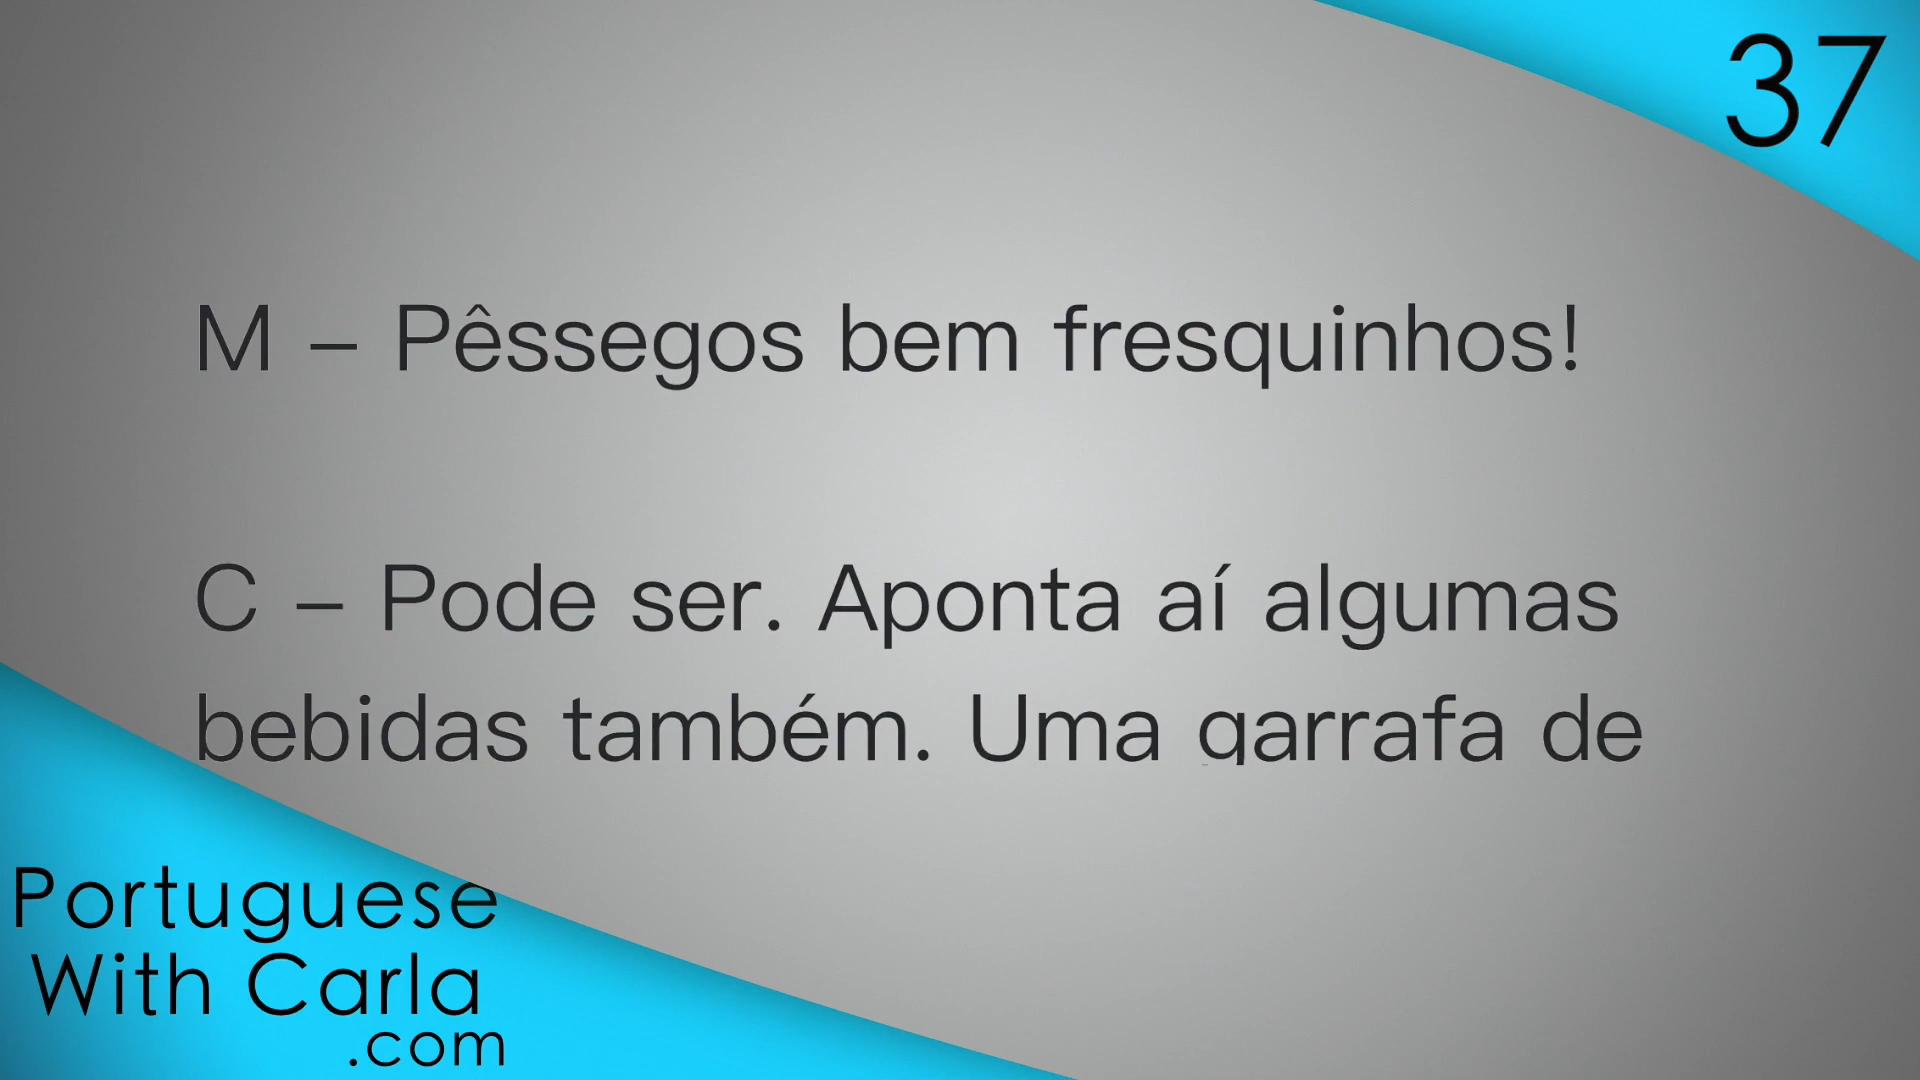 37
M – Pêssegos bem fresquinhos!
C – Pode ser. Aponta aí algumas
bebidas também. Uma garrafa de
Portuguese
With Carla
.com